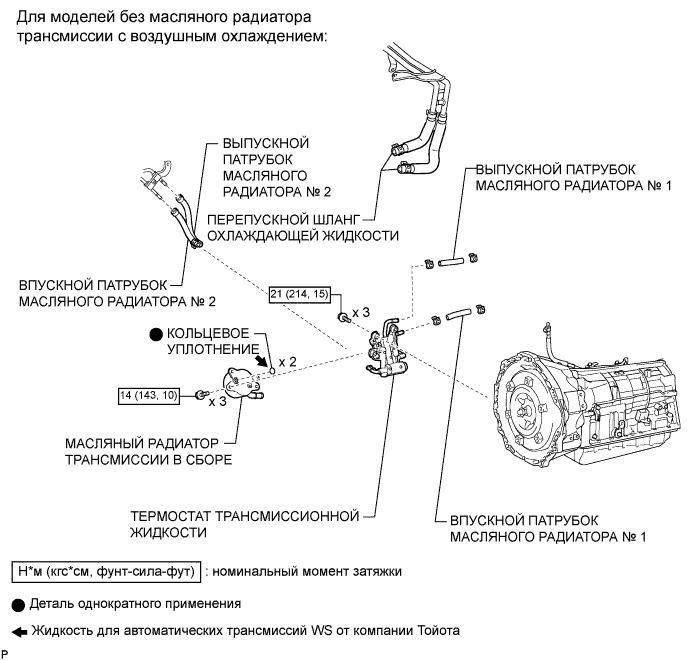 Для моделей без масляного радиатора
трансмиссии с воздушным охлаждением:
ВЫПУСКНОЙ
ПАТРУБОК
МАСЛЯНОГО
РАДИАТОРА № 2
ВЫПУСКНОЙ ПАТРУБОК
МАСЛЯНОГО РАДИАТОРА № 1
ПЕРЕПУСКНОЙ ШЛАНГ
ОХЛАЖДАЮЩЕЙ ЖИДКОСТИ
ВПУСКНОЙ ПАТРУБОК
МАСЛЯНОГО РАДИАТОРА № 2
21 (214, 15)
x 3
КОЛЬЦЕВОЕ
УПЛОТНЕНИЕ
x 2
14 (143, 10)
x 3
МАСЛЯНЫЙ РАДИАТОР
ТРАНСМИССИИ В СБОРЕ
ТЕРМОСТАТ ТРАНСМИССИОННОЙ
ЖИДКОСТИ
ВПУСКНОЙ ПАТРУБОК
МАСЛЯНОГО РАДИАТОРА № 1
Н*м (кгс*см, фунт-сила-фут) : номинальный момент затяжки
Деталь однократного применения
Жидкость для автоматических трансмиссий WS от компании Тойота
P